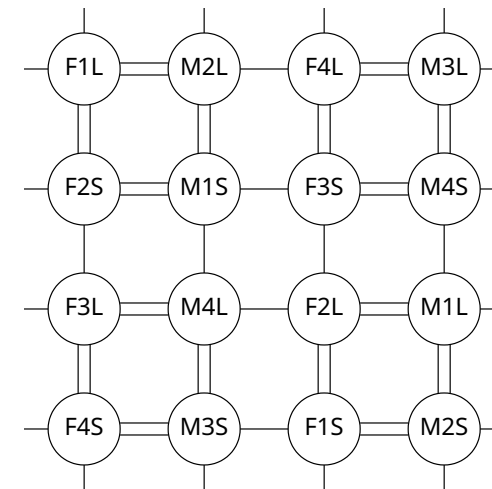 F1L M2L F4L M3L
F2S M1S F3S M4S
F3L M4L F2L M1L
F4S M3S F1S M2S